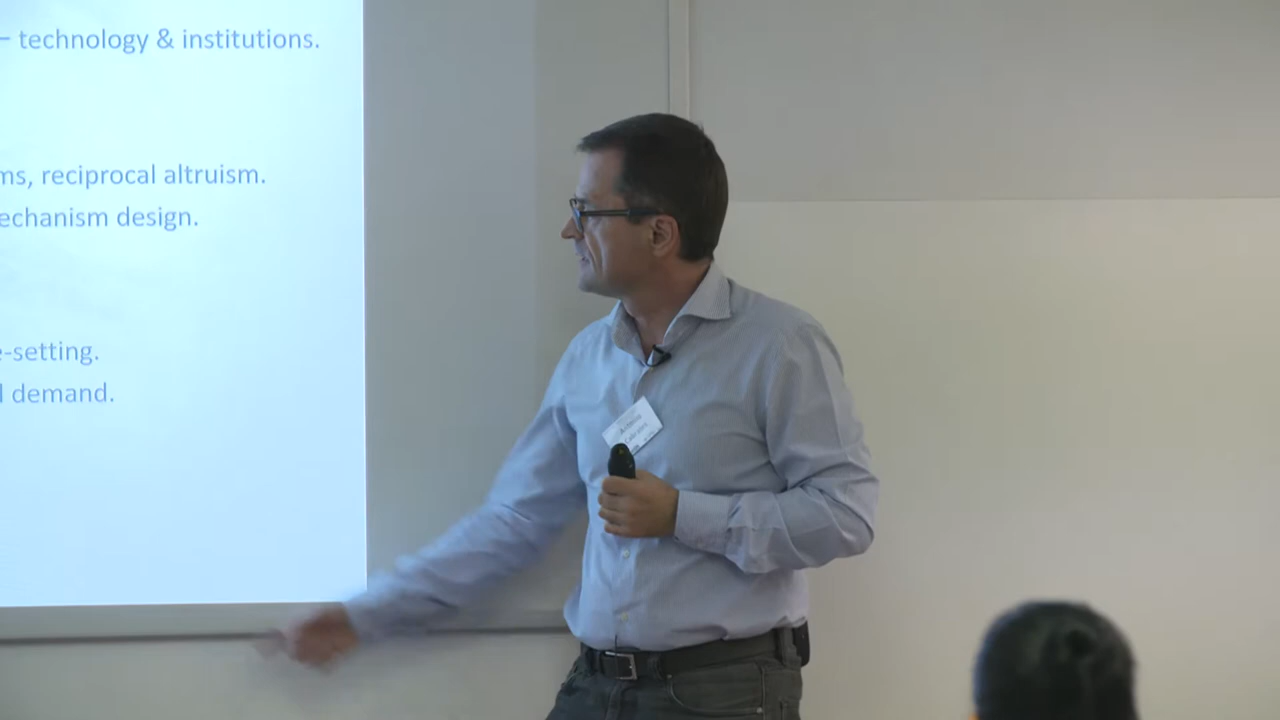 – technology & institutions.
ms, reciprocal altruism.
echanism design.
e-setting.
l demand.